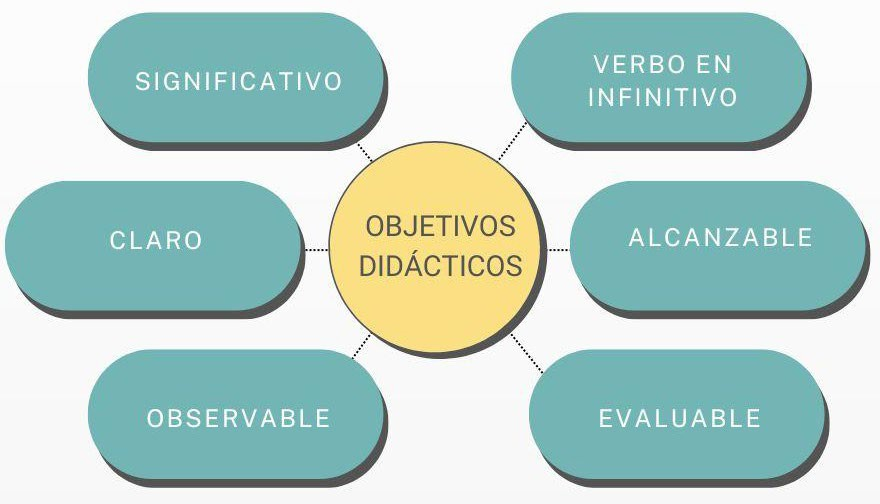 SIGNIFICATIVO
VERBO EN
INFINITIVO
CLARO
OBJETIVOS
DIDÁCTICOS
ALCANZABLE
OBSERVABLE
EVALUABLE